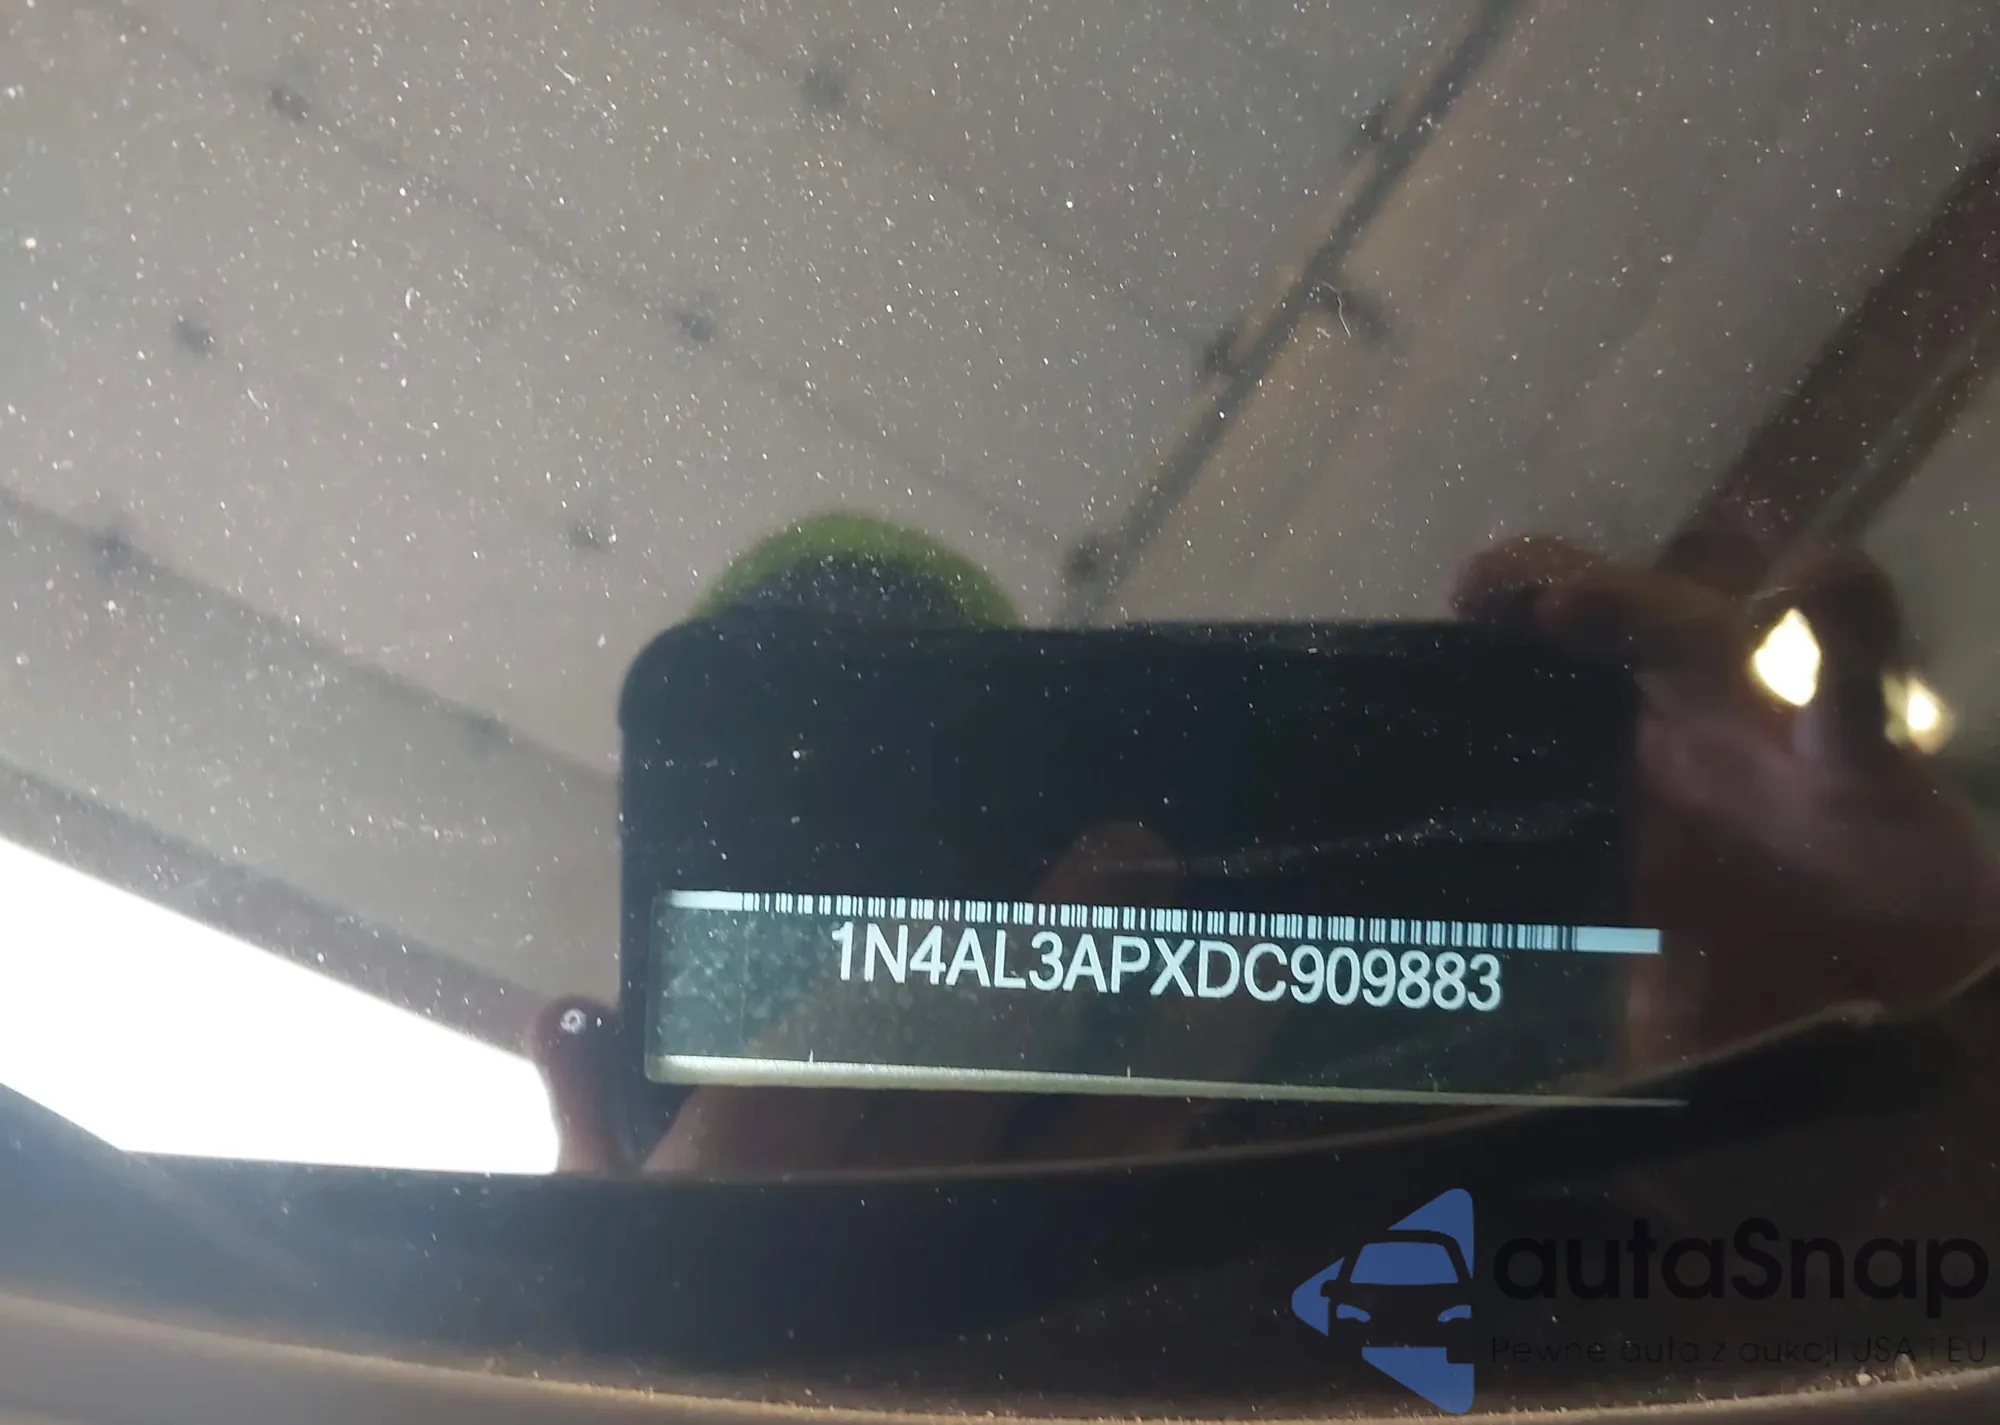 1N4AL3APXDC909883
autaSnap
Pewne auta z aukcji USA i EU